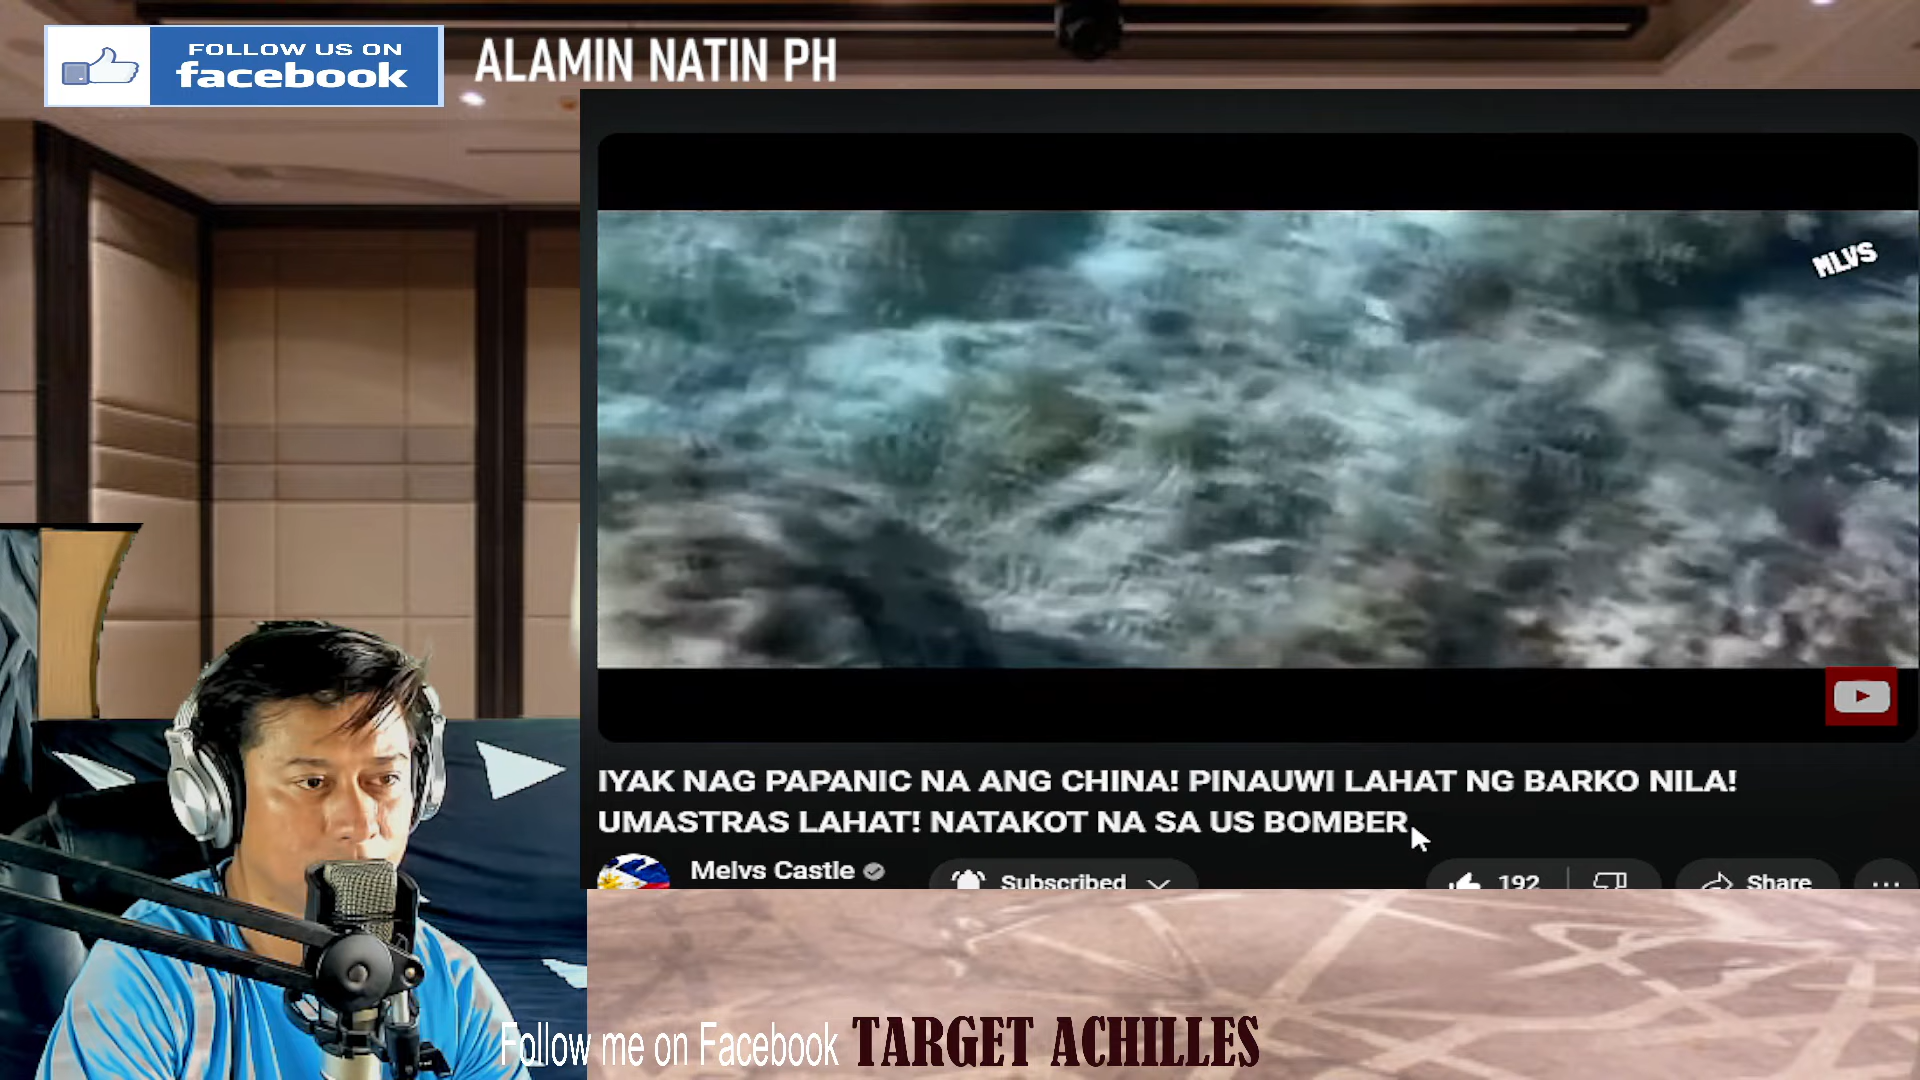 FOLLOW US ON
facebook
ALAMIN NATIN PH
MLVS
IYAK NAG PAPANIC NA ANG CHINA! PINAUWI LAHAT NG BARKO NILA!
UMASTRAS LAHAT! NATAKOT NA SA US BOMBER
Melvs Castle
Subscribed
192
Share
Follow me on Facebook TARGET ACHILLES